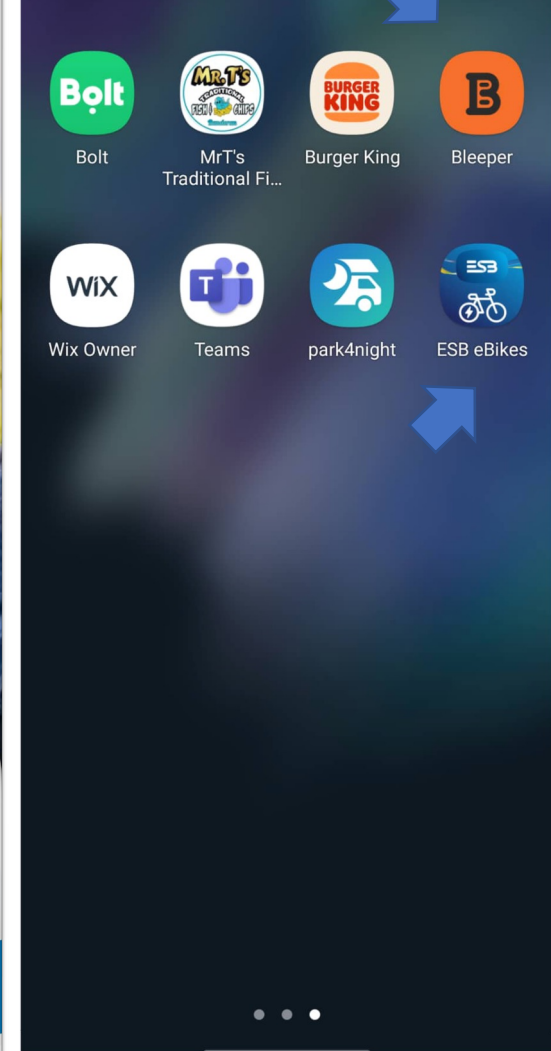 Bolt
MR. T'S
TRADITIONAL
FISH & CHIPS
BURGER
KING
B
Bolt
MrT's
Traditional Fi...
Burger King
Bleeper
WiX
T
ESB
Wix Owner
Teams
park4night
ESB eBikes